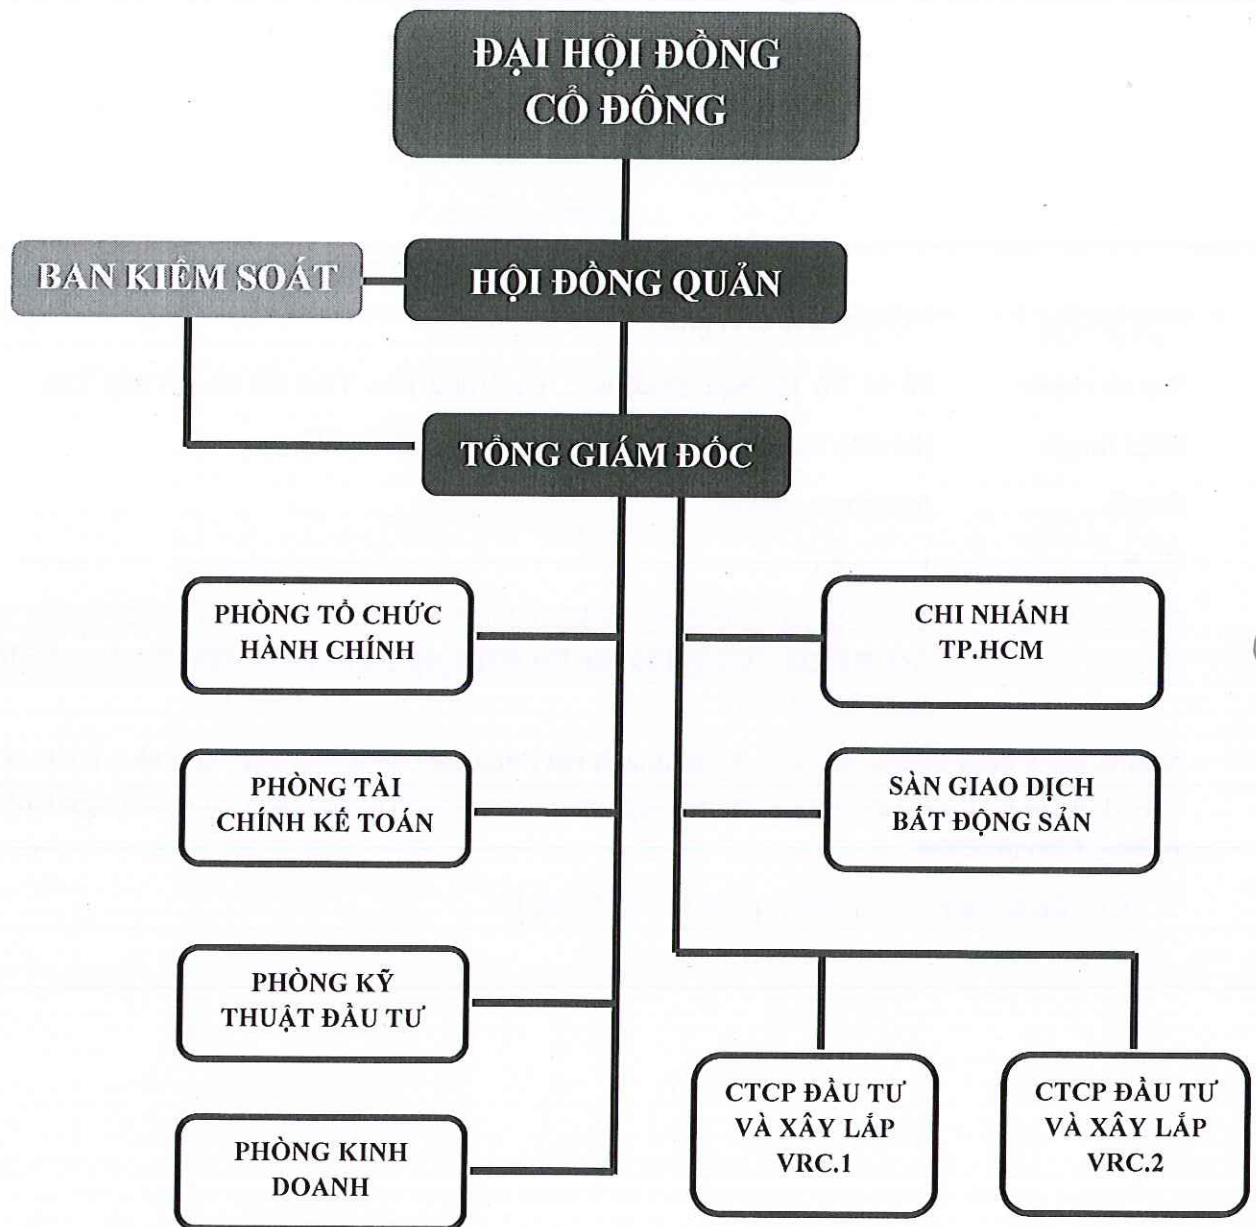 ĐẠI HỘI ĐỒNG
CỔ ĐÔNG
BAN KIỂM SOÁT
HỘI ĐỒNG QUẢN
TỔNG GIÁM ĐỐC
PHÒNG TỔ CHỨC
HÀNH CHÍNH
CHI NHÁNH
TP.HCM
PHÒNG TÀI
CHÍNH KẾ TOÁN
SÀN GIAO DỊCH
BẤT ĐỘNG SẢN
PHÒNG KỸ
THUẬT ĐẦU TƯ
CTCP ĐẦU TƯ
VÀ XÂY LẮP
VRC.1
CTCP ĐẦU TƯ
VÀ XÂY LẮP
VRC.2
PHÒNG KINH
DOANH